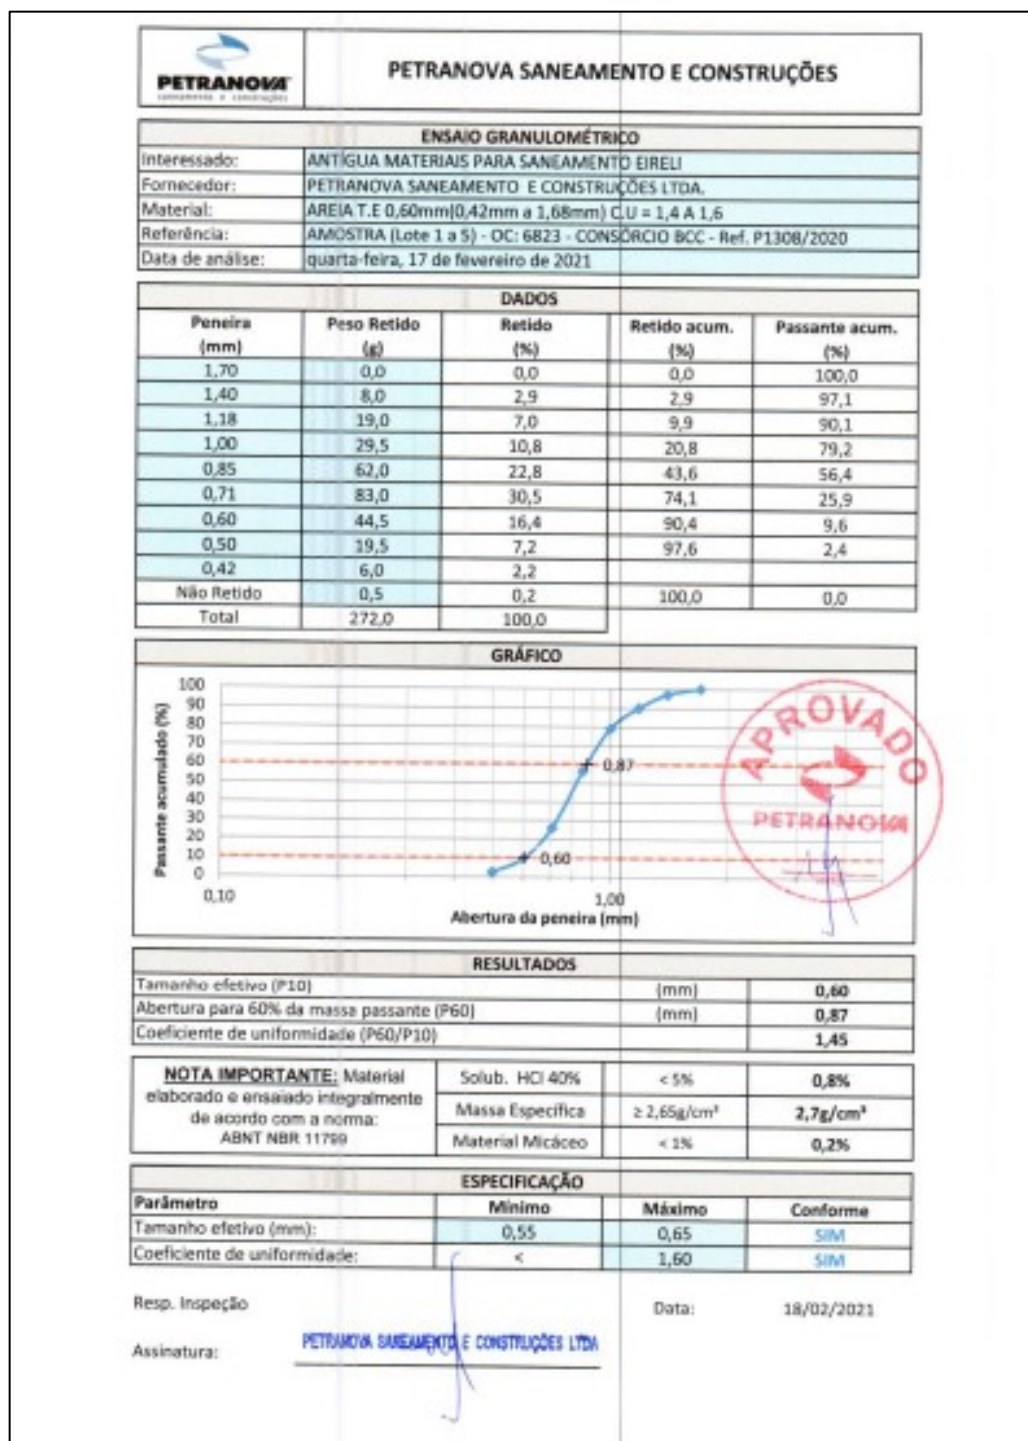 PETRANOVA
saneamento e construções
PETRANOVA SANEAMENTO E CONSTRUÇÕES
ENSAIO GRANULOMÉTRICO
Interessado: ANTÍGUA MATERIAIS PARA SANEAMENTO EIRELI
Fornecedor: PETRANOVA SANEAMENTO E CONSTRUÇÕES LTDA.
Material: AREIA T.E 0,60mm(0,42mm a 1,68mm) C.U = 1,4 A 1,6
Referência: AMOSTRA (Lote 1 a 5) - OC: 6823 - CONSÓRCIO BCC - Ref. P1308/2020
Data de análise: quarta-feira, 17 de fevereiro de 2021
DADOS
Peneira Peso Retido Retido Retido acum. Passante acum.
(mm) (g) (%) (%) (%)
1,70 0,0 0,0 0,0 100,0
1,40 8,0 2,9 2,9 97,1
1,18 19,0 7,0 9,9 90,1
1,00 29,5 10,8 20,8 79,2
0,85 62,0 22,8 43,6 56,4
0,71 83,0 30,5 74,1 25,9
0,60 44,5 16,4 90,4 9,6
0,50 19,5 7,2 97,6 2,4
0,42 6,0 2,2
Não Retido 0,5 0,2 100,0 0,0
Total 272,0 100,0
GRÁFICO
Passante acumulado (%)
100
90
80
70
60
50
40
30
20
10
0
0,87
0,60
0,10 1,00
Abertura da peneira (mm)
APROVADO
PETRANOVA
RESULTADOS
Tamanho efetivo (P10) (mm) 0,60
Abertura para 60% da massa passante (P60) (mm) 0,87
Coeficiente de uniformidade (P60/P10) 1,45
NOTA IMPORTANTE: Material
elaborado e ensaiado integralmente
de acordo com a norma:
ABNT NBR 11799
Solub. HCl 40% < 5% 0,8%
Massa Específica ≥ 2,65g/cm³ 2,7g/cm³
Material Micáceo < 1% 0,2%
ESPECIFICAÇÃO
Parâmetro Mínimo Máximo Conforme
Tamanho efetivo (mm): 0,55 0,65 SIM
Coeficiente de uniformidade: < 1,60 SIM
Resp. Inspeção Data: 18/02/2021
Assinatura: PETRANOVA SANEAMENTO E CONSTRUÇÕES LTDA